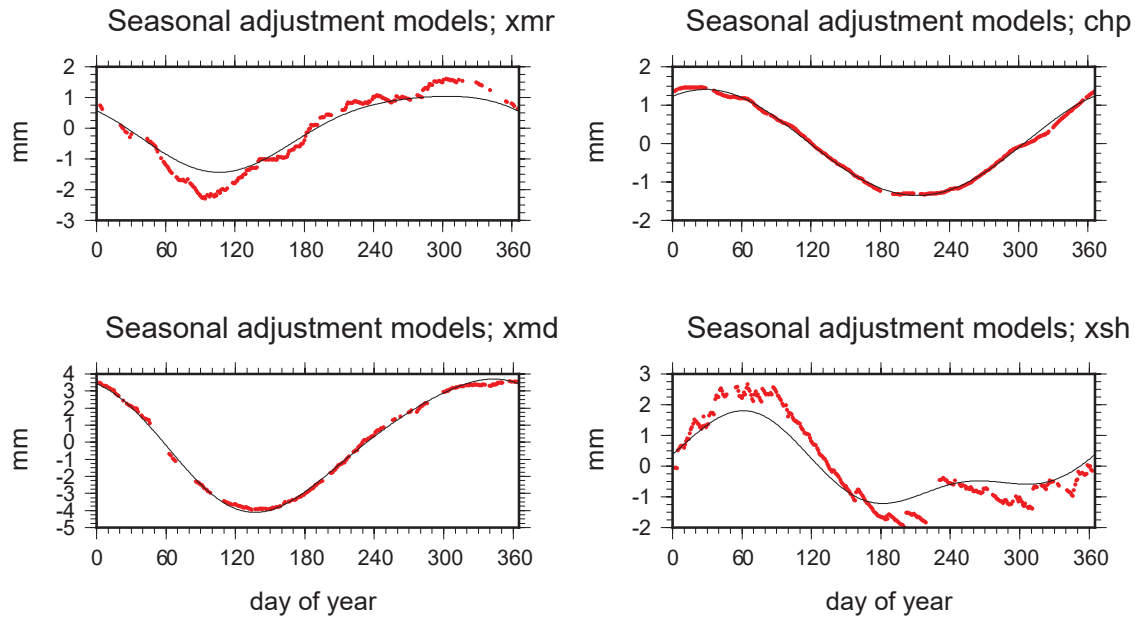 Seasonal adjustment models; xmr
2
1
0
-1
-2
-3
mm
0 60 120 180 240 300 360
Seasonal adjustment models; chp
2
1
0
-1
-2
mm
0 60 120 180 240 300 360
Seasonal adjustment models; xmd
4
3
2
1
0
-1
-2
-3
-4
-5
mm
0 60 120 180 240 300 360
day of year
Seasonal adjustment models; xsh
3
2
1
0
-1
-2
mm
0 60 120 180 240 300 360
day of year